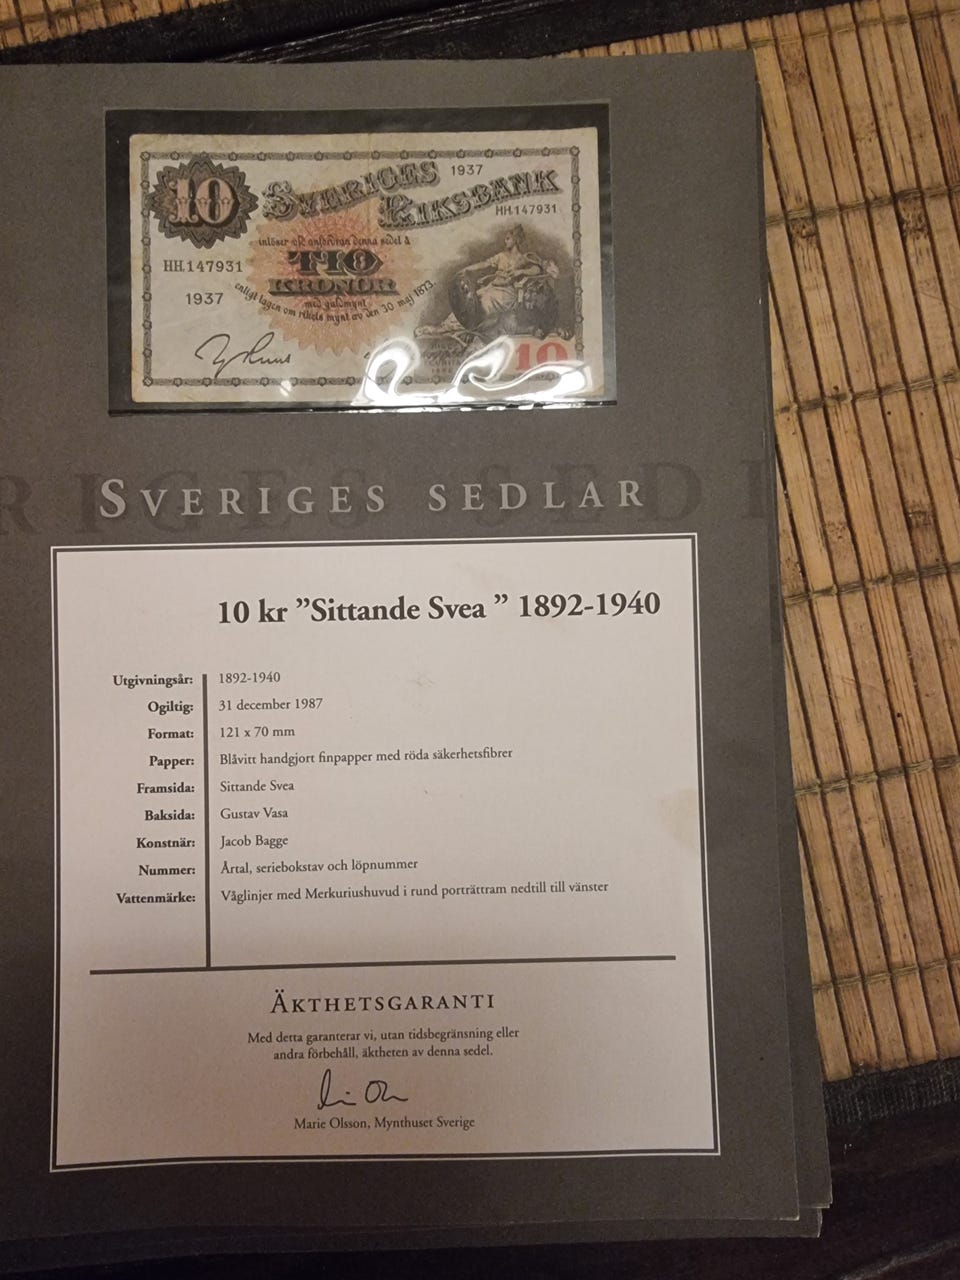 10
SVERIGES
1937
RIKSBANK
HH.147931
inlöser vid anfordran denna sedel å
HH.147931
TIO
KRONOR
1937
med guldmynt
enligt lagen om rikets mynt av den 30 maj 1873.
10
SVERIGES SEDLAR
10 kr ”Sittande Svea ” 1892-1940
Utgivningsår: 1892-1940
Ogiltig: 31 december 1987
Format: 121 x 70 mm
Papper: Blåvitt handgjort finpapper med röda säkerhetsfibrer
Framsida: Sittande Svea
Baksida: Gustav Vasa
Konstnär: Jacob Bagge
Nummer: Årtal, seriebokstav och löpnummer
Vattenmärke: Våglinjer med Merkuriushuvud i rund porträttram nedtill till vänster
ÄKTHETSGARANTI
Med detta garanterar vi, utan tidsbegränsning eller
andra förbehåll, äktheten av denna sedel.
Marie Olsson, Mynthuset Sverige